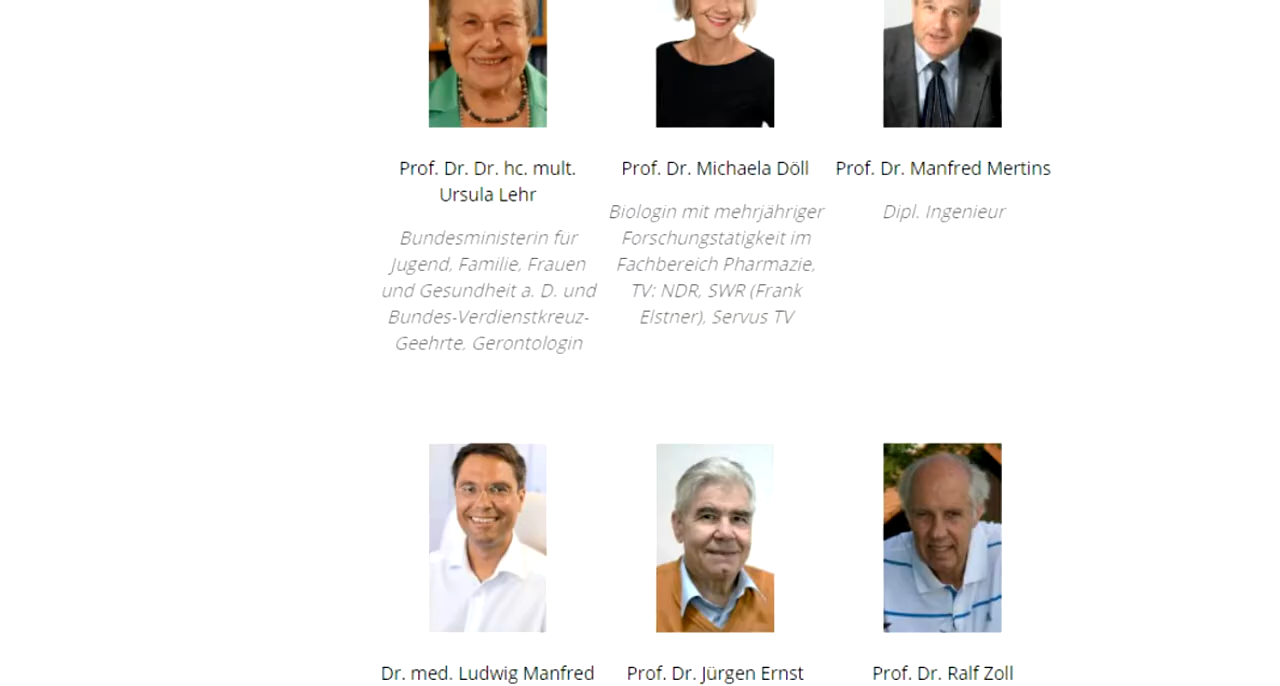 Prof. Dr. Dr. hc. mult.
Ursula Lehr
Bundesministerin für
Jugend, Familie, Frauen
und Gesundheit a. D. und
Bundes-Verdienstkreuz-
Geehrte, Gerontologin
Prof. Dr. Michaela Döll
Biologin mit mehrjähriger
Forschungstätigkeit im
Fachbereich Pharmazie,
TV: NDR, SWR (Frank
Elstner), Servus TV
Prof. Dr. Manfred Mertins
Dipl. Ingenieur
Dr. med. Ludwig Manfred
Prof. Dr. Jürgen Ernst
Prof. Dr. Ralf Zoll